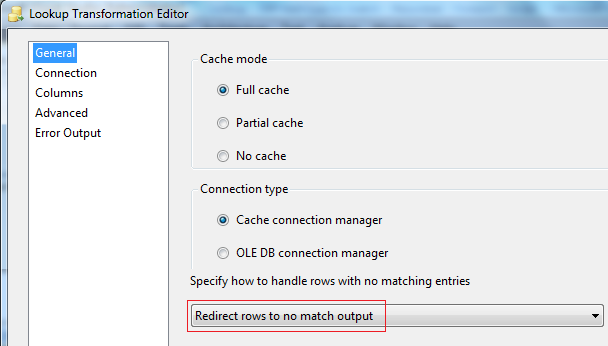 Lookup Transformation Editor
General
Connection
Columns
Advanced
Error Output
Cache mode
Full cache
Partial cache
No cache
Connection type
Cache connection manager
OLE DB connection manager
Specify how to handle rows with no matching entries
Redirect rows to no match output